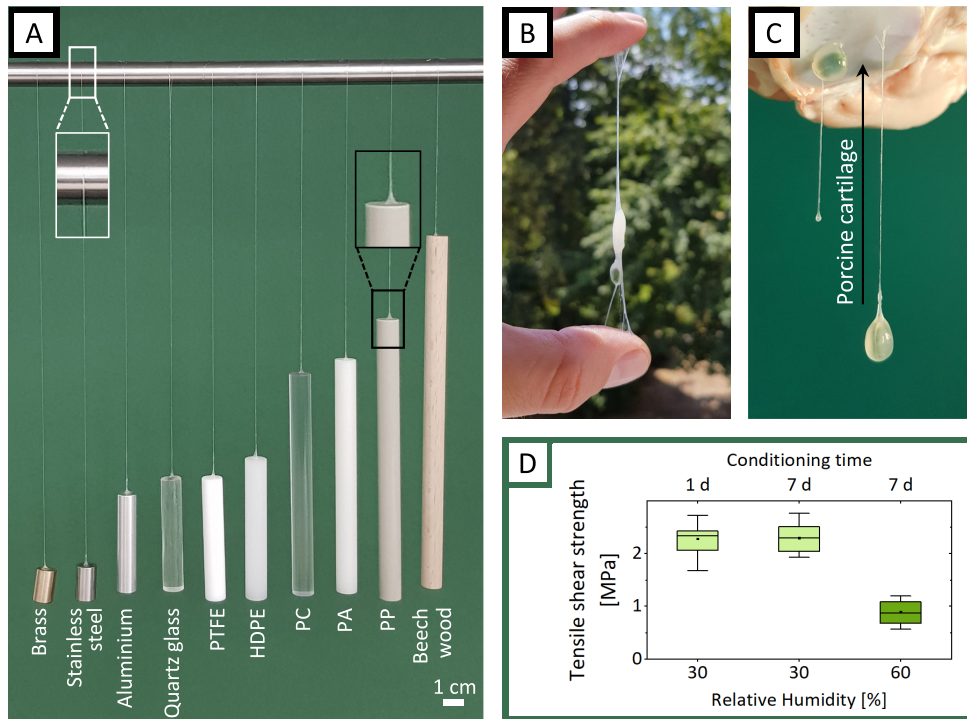 A
Brass
Stainless
steel
Aluminium
Quartz glass
PTFE
HDPE
PC
PA
PP
Beech
wood
1 cm
B
C
Porcine cartilage
D
Conditioning time
1 d 7 d 7 d
Tensile shear strength
[MPa]
2
1
0
30 30 60
Relative Humidity [%]